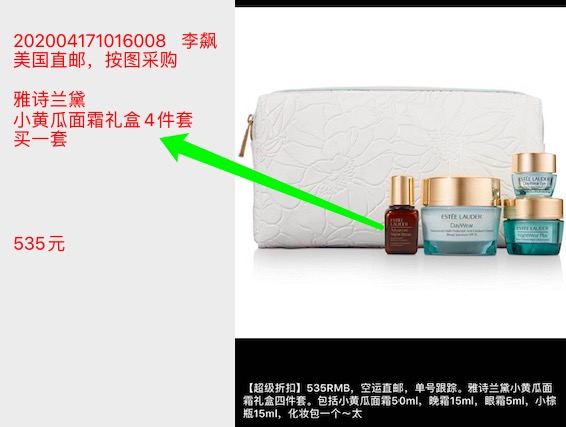 202004171016008 李飙
美国直邮，按图采购
雅诗兰黛
小黄瓜面霜礼盒4件套
买一套
535元
ESTĒE LAUDER
DayWear
ESTĒE LAUDER
Advanced
Night Repair
DayWear Eye
ESTĒE LAUDER
NightWear Plus
【超级折扣】535RMB，空运直邮，单号跟踪。雅诗兰黛小黄瓜面
霜礼盒四件套。包括小黄瓜面霜50ml，晚霜15ml，眼霜5ml，小棕
瓶15ml，化妆包一个～太